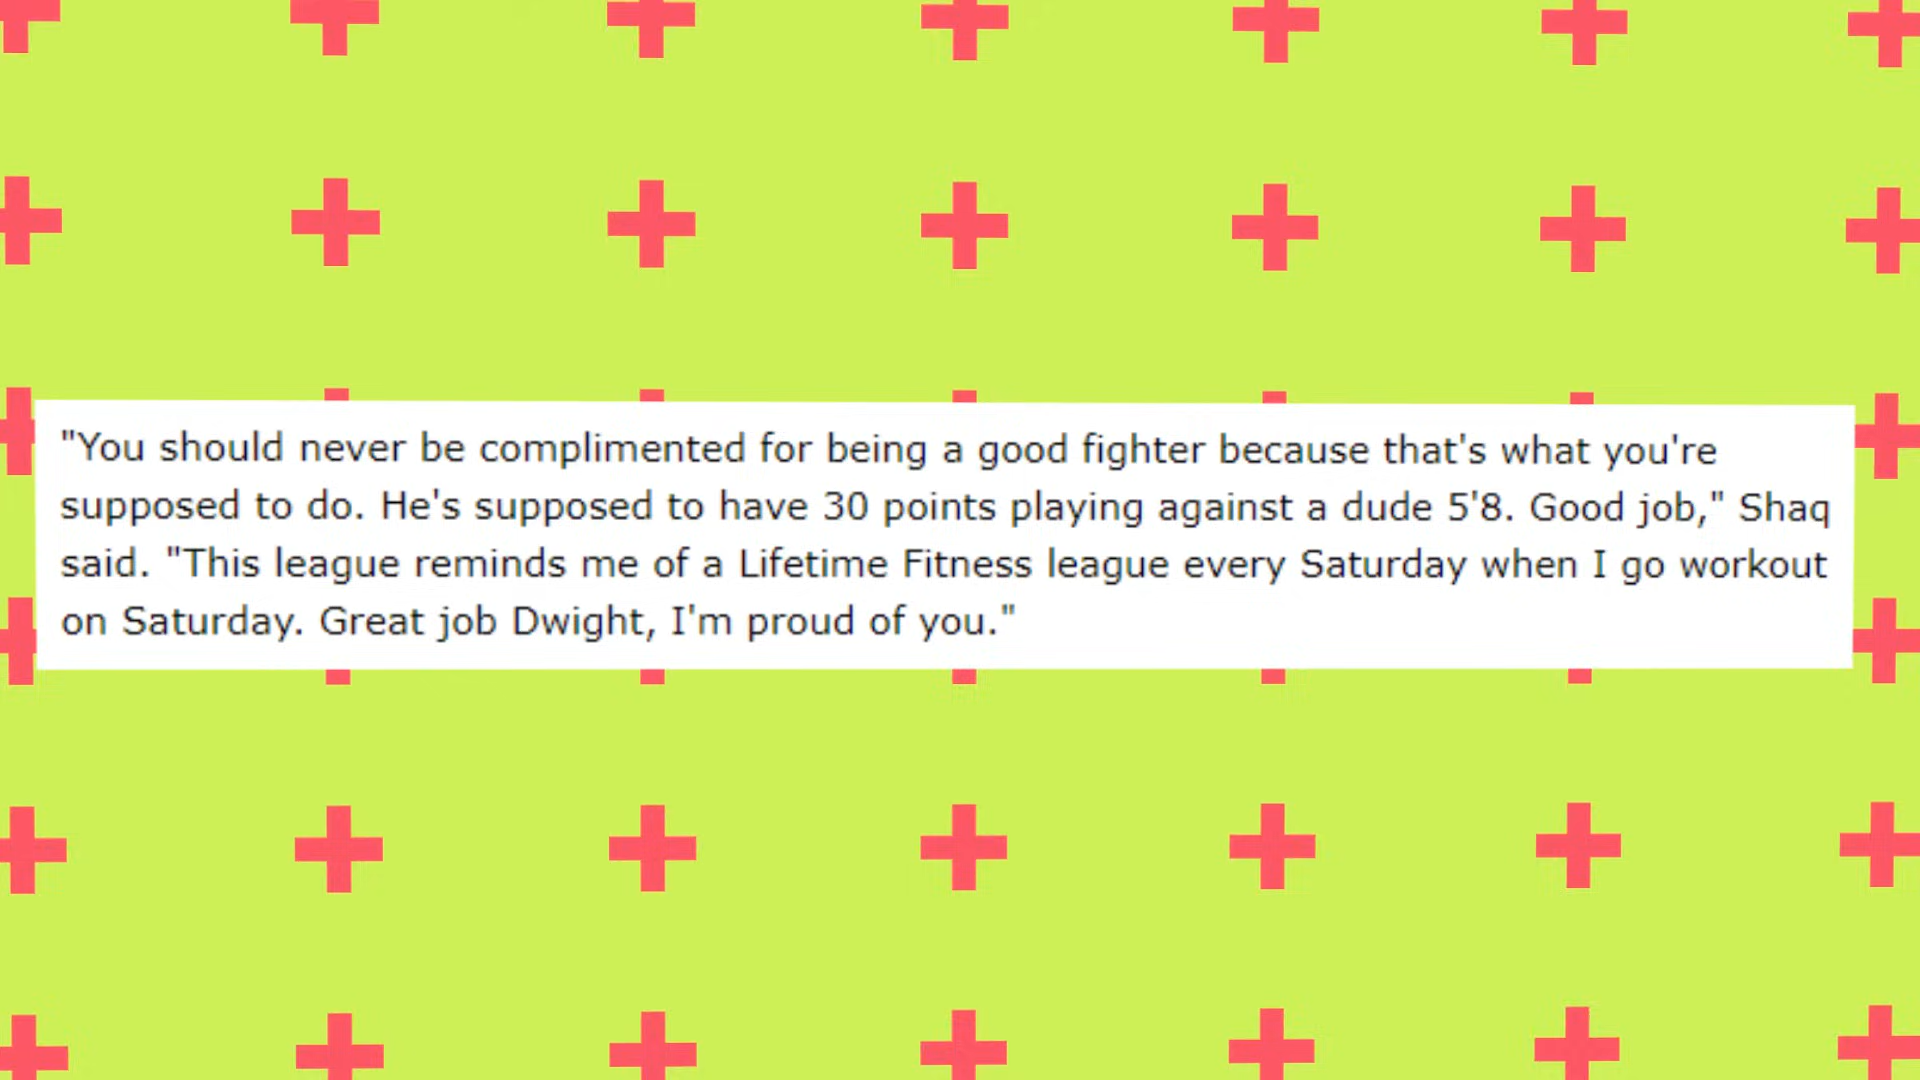 "You should never be complimented for being a good fighter because that's what you're
supposed to do. He's supposed to have 30 points playing against a dude 5'8. Good job," Shaq
said. "This league reminds me of a Lifetime Fitness league every Saturday when I go workout
on Saturday. Great job Dwight, I'm proud of you."